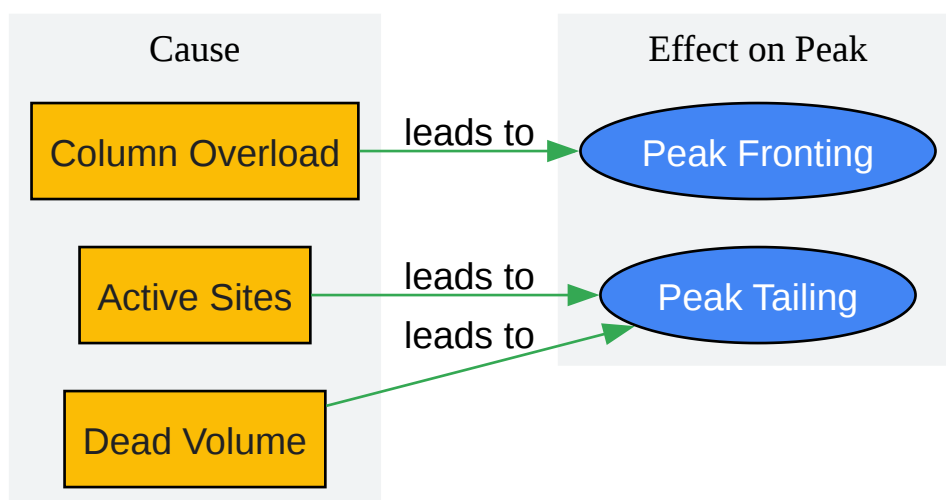 Cause
Effect on Peak
Column Overload
leads to
Peak Fronting
Active Sites
leads to
Peak Tailing
leads to
Dead Volume